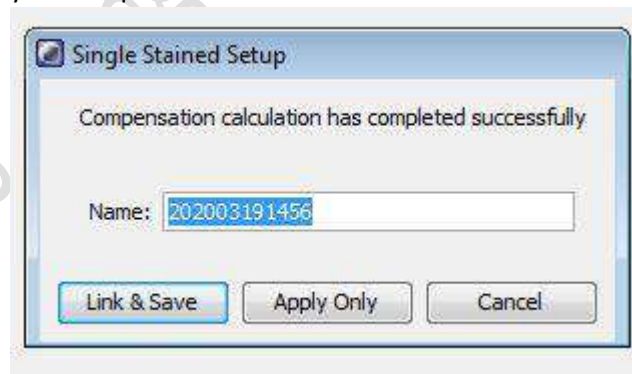 Single Stained Setup
Compensation calculation has completed successfully
Name: 202003191456
Link & Save Apply Only Cancel